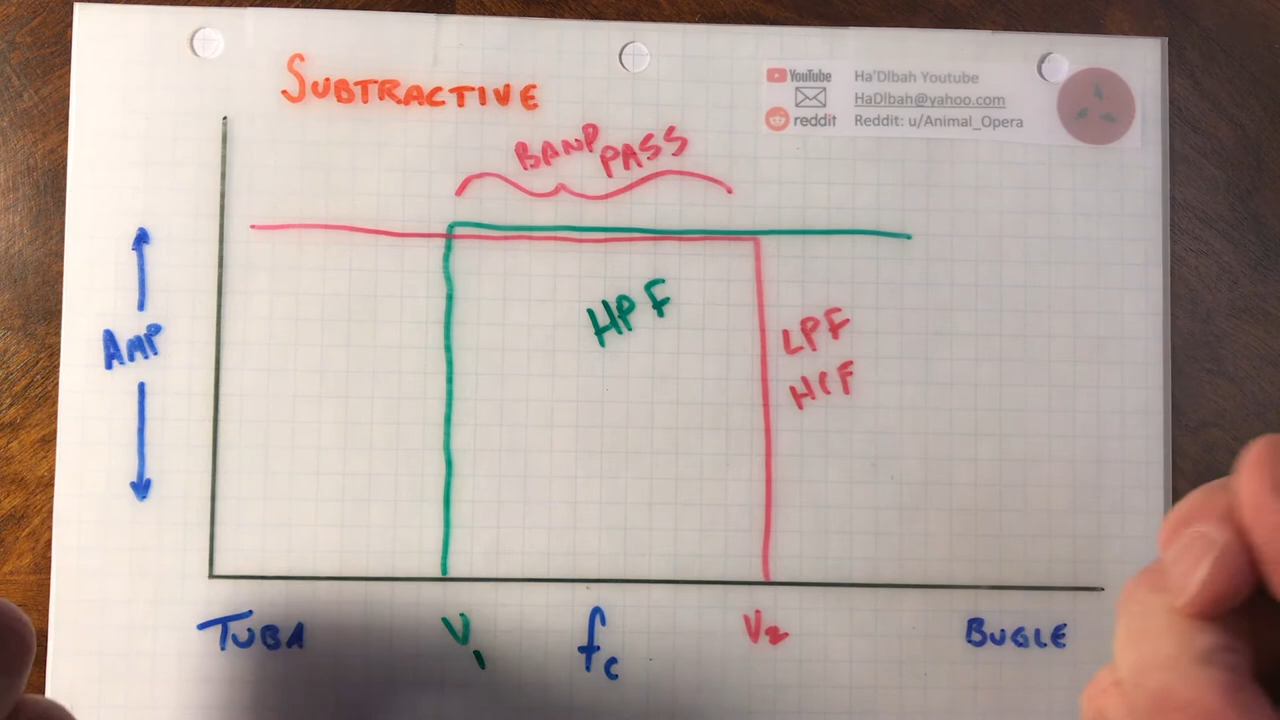 SUBTRACTIVE
YouTube Ha'Dlbah Youtube
HaDlbah@yahoo.com
reddit Reddit: u/Animal_Opera
BAND PASS
HPF
LPF
HCF
AMP
TUBA V1 fc V2 BUGLE